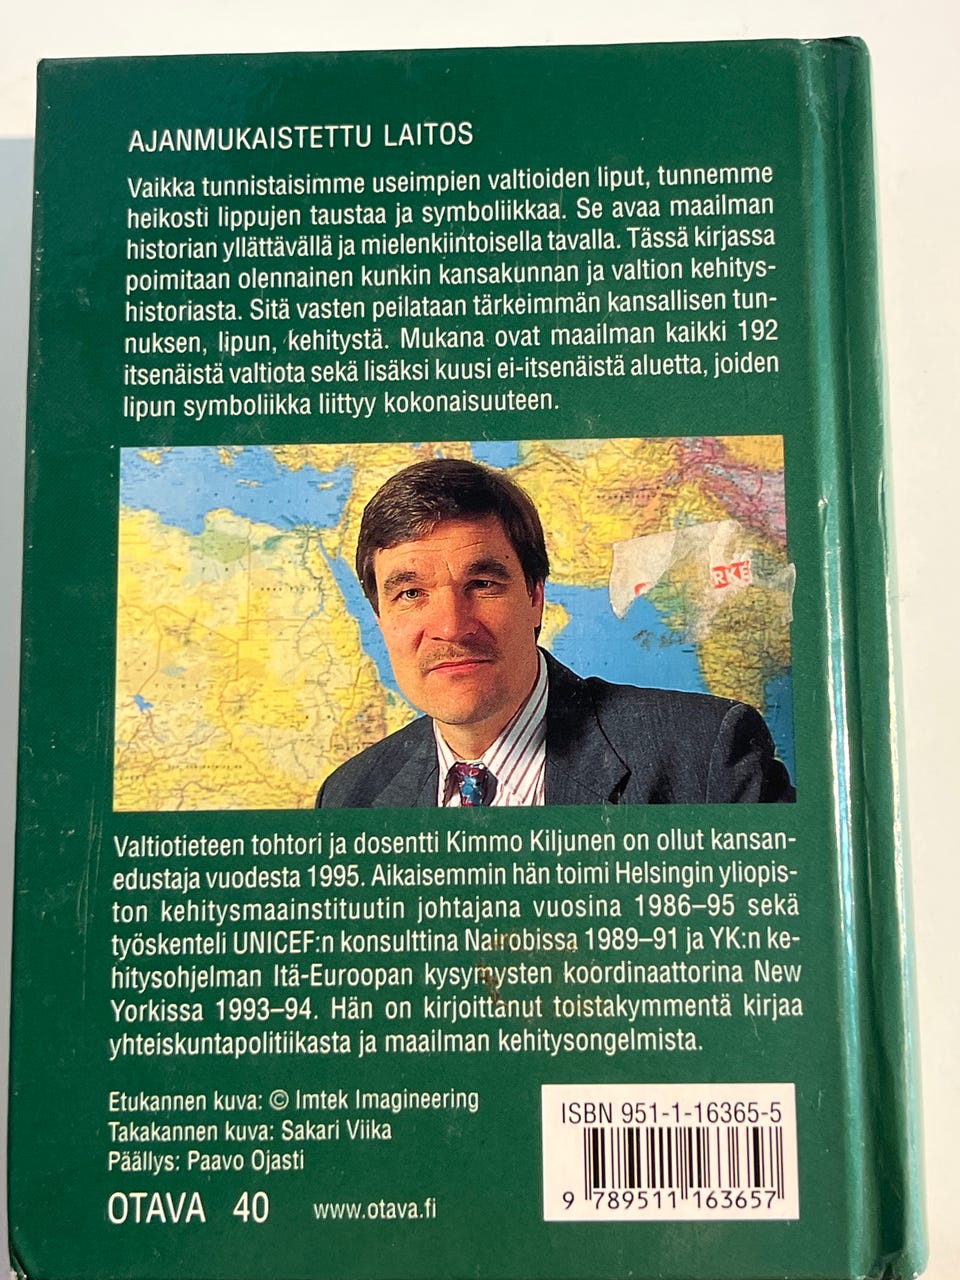 AJANMUKAISTETTU LAITOS
Vaikka tunnistaisimme useimpien valtioiden liput, tunnemme
heikosti lippujen taustaa ja symboliikkaa. Se avaa maailman
historian yllättävällä ja mielenkiintoisella tavalla. Tässä kirjassa
poimitaan olennainen kunkin kansakunnan ja valtion kehitys-
historiasta. Sitä vasten peilataan tärkeimmän kansallisen tun-
nuksen, lipun, kehitystä. Mukana ovat maailman kaikki 192
itsenäistä valtiota sekä lisäksi kuusi ei-itsenäistä aluetta, joiden
lipun symboliikka liittyy kokonaisuuteen.
RKE
Valtiotieteen tohtori ja dosentti Kimmo Kiljunen on ollut kansan-
edustaja vuodesta 1995. Aikaisemmin hän toimi Helsingin yliopis-
ton kehitysmaainstituutin johtajana vuosina 1986–95 sekä
työskenteli UNICEF:n konsulttina Nairobissa 1989–91 ja YK:n ke-
hitysohjelman Itä-Euroopan kysymysten koordinaattorina New
Yorkissa 1993–94. Hän on kirjoittanut toistakymmentä kirjaa
yhteiskuntapolitiikasta ja maailman kehitysongelmista.
Etukannen kuva: © Imtek Imagineering
Takakannen kuva: Sakari Viika
Päällys: Paavo Ojasti
OTAVA 40 www.otava.fi
ISBN 951-1-16365-5
9 789511 163657